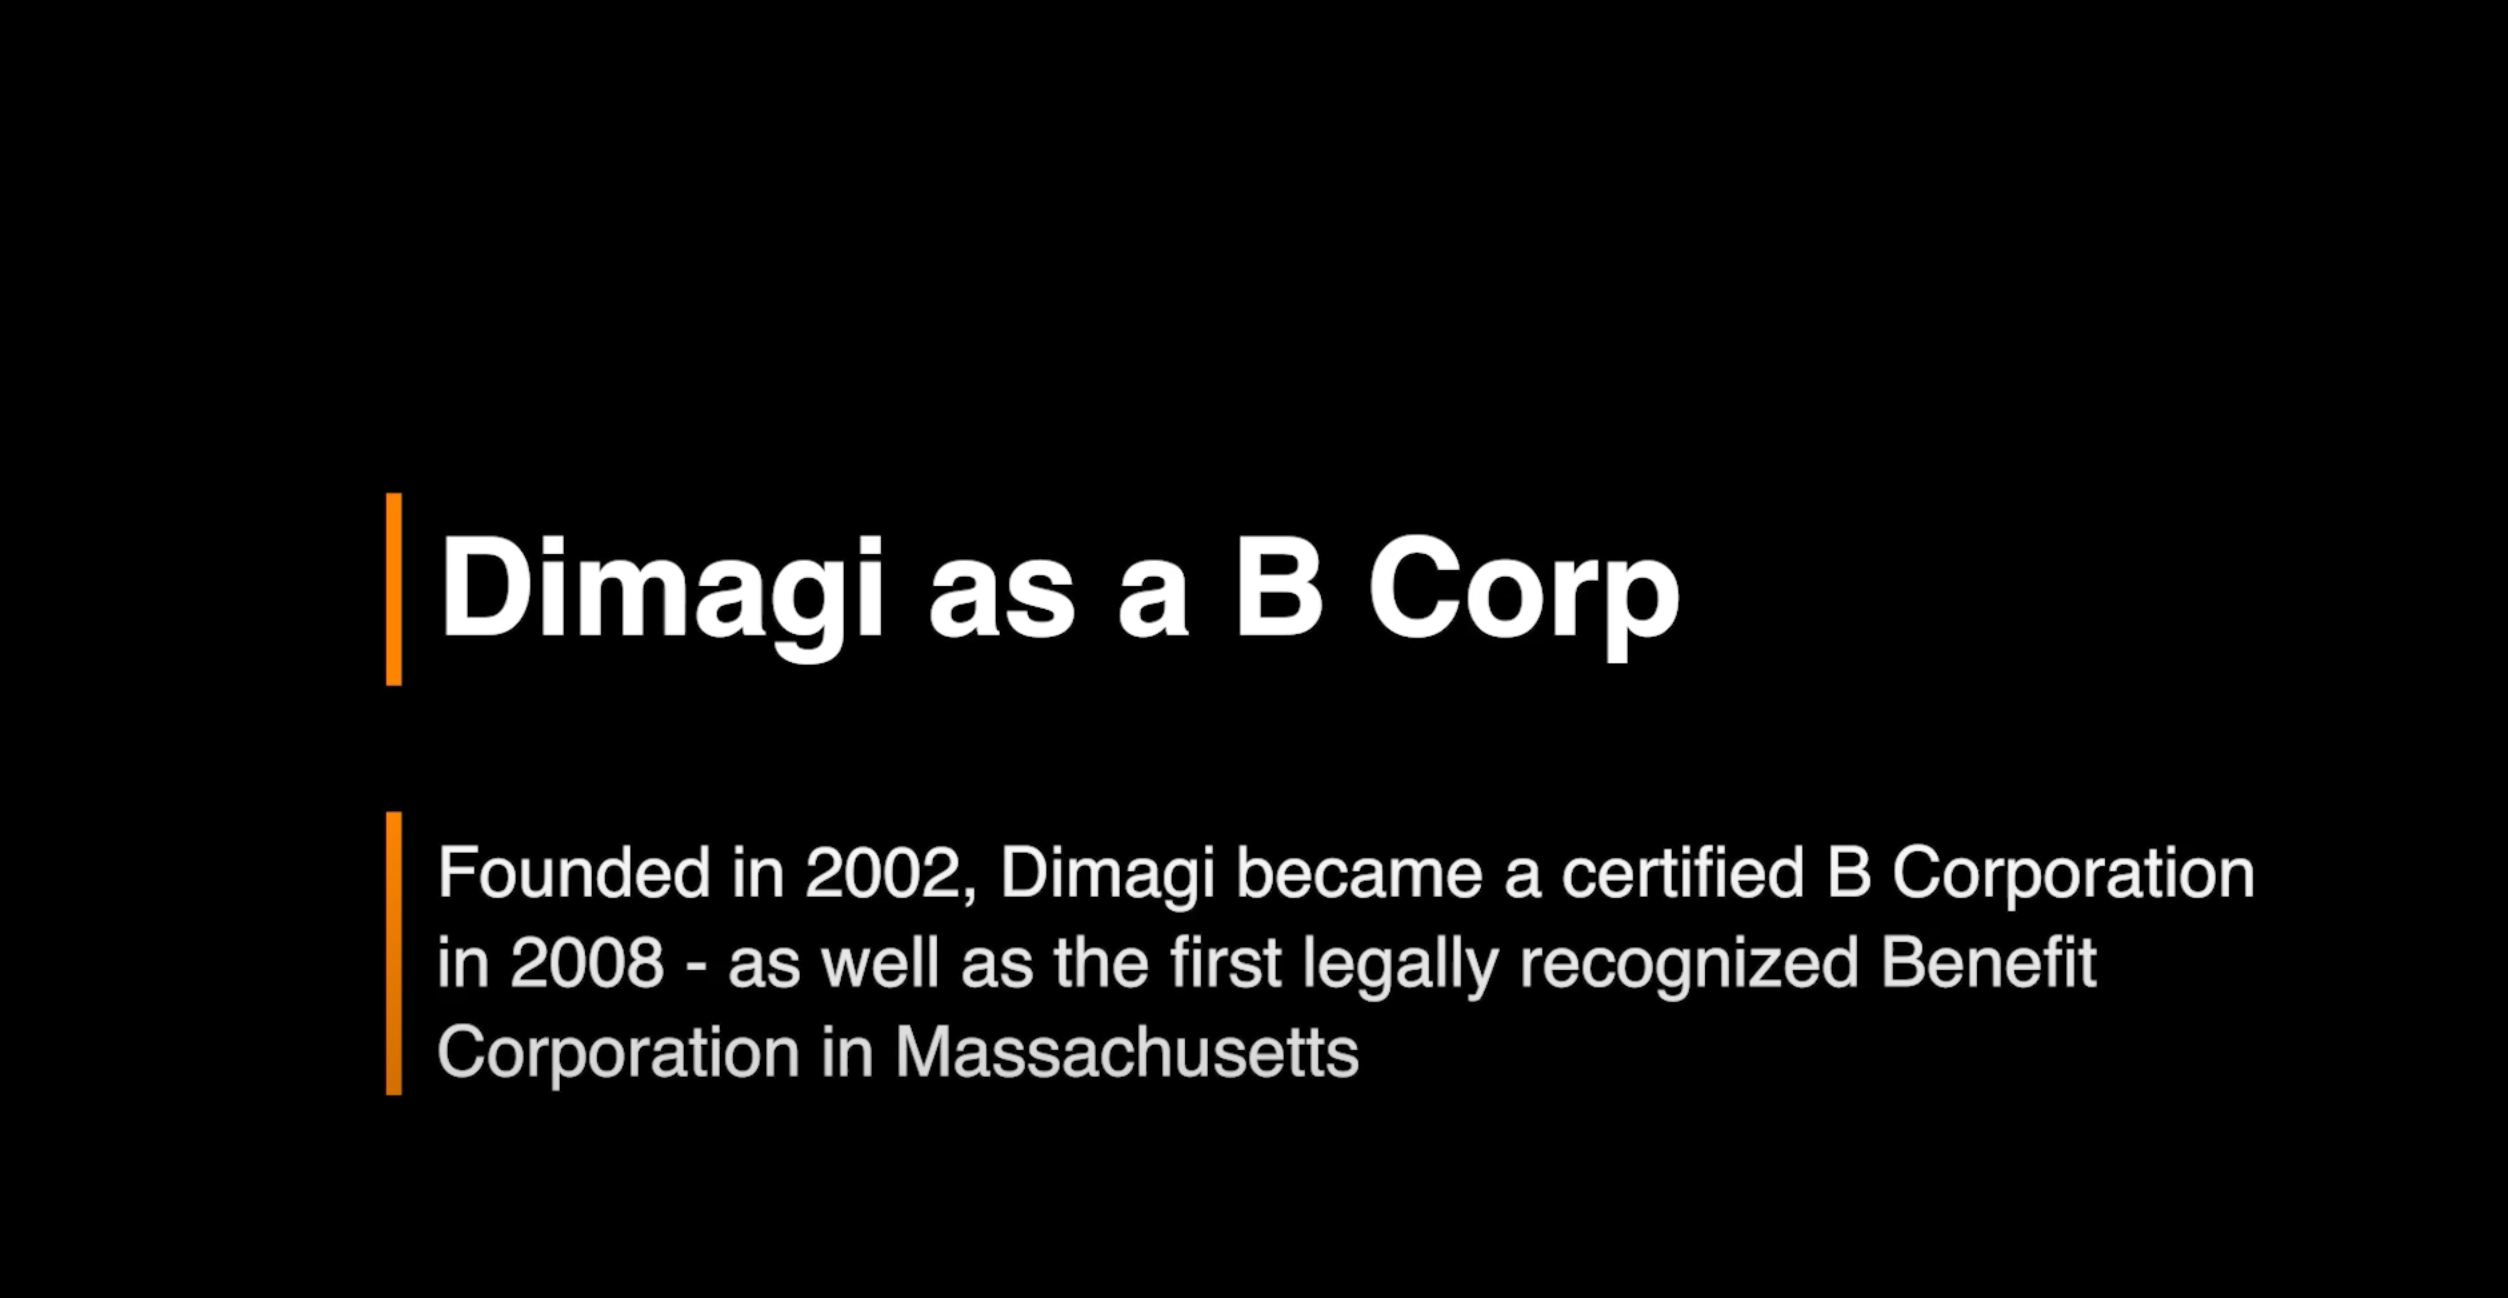 Dimagi as a B Corp
Founded in 2002, Dimagi became a certified B Corporation
in 2008 - as well as the first legally recognized Benefit
Corporation in Massachusetts